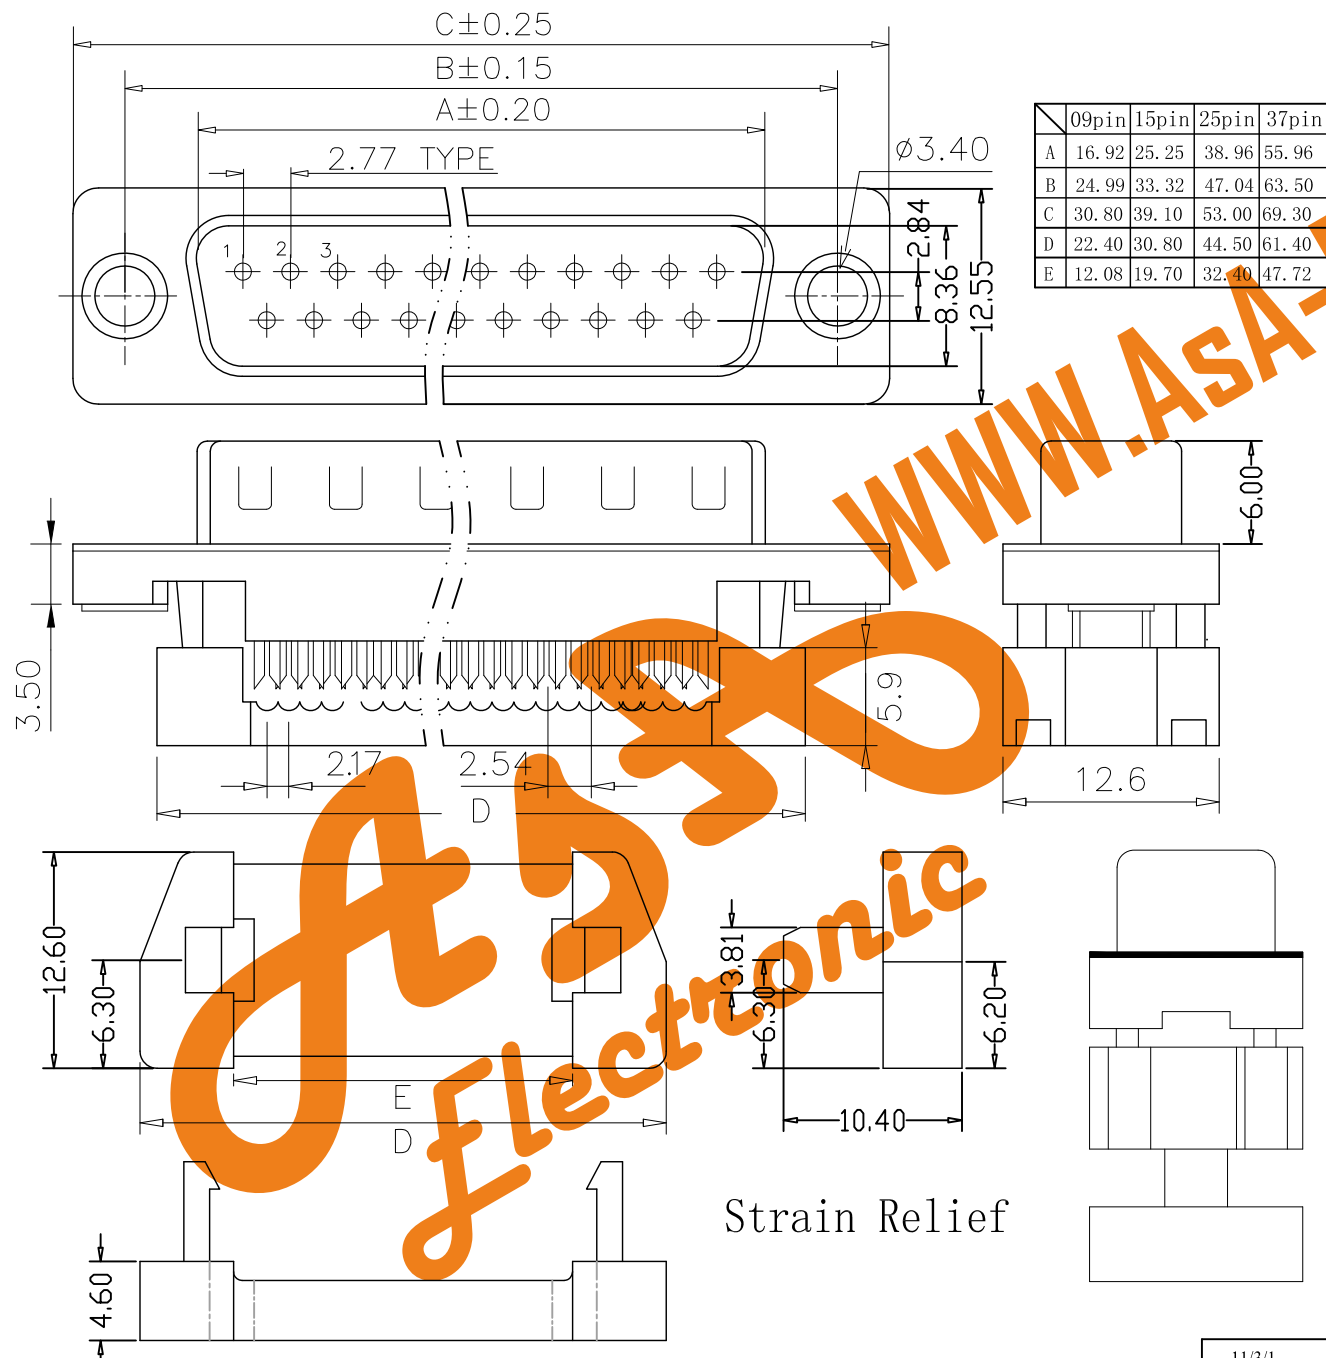 C±0.25
B±0.15
A±0.20
2.77 TYPE
ø3.40
1 2 3
2.84
8.36
12.55
09pin 15pin 25pin 37pin
A 16.92 25.25 38.96 55.96
B 24.99 33.32 47.04 63.50
C 30.80 39.10 53.00 69.30
D 22.40 30.80 44.50 61.40
E 12.08 19.70 32.40 47.72
WWW.AsA-
6.00
3.50
5.9
2.17
2.54
D
12.6
12.60
6.30
E
D
3.81
6.30
6.20
10.40
Electronic
Strain Relief
4.60
11/3/1